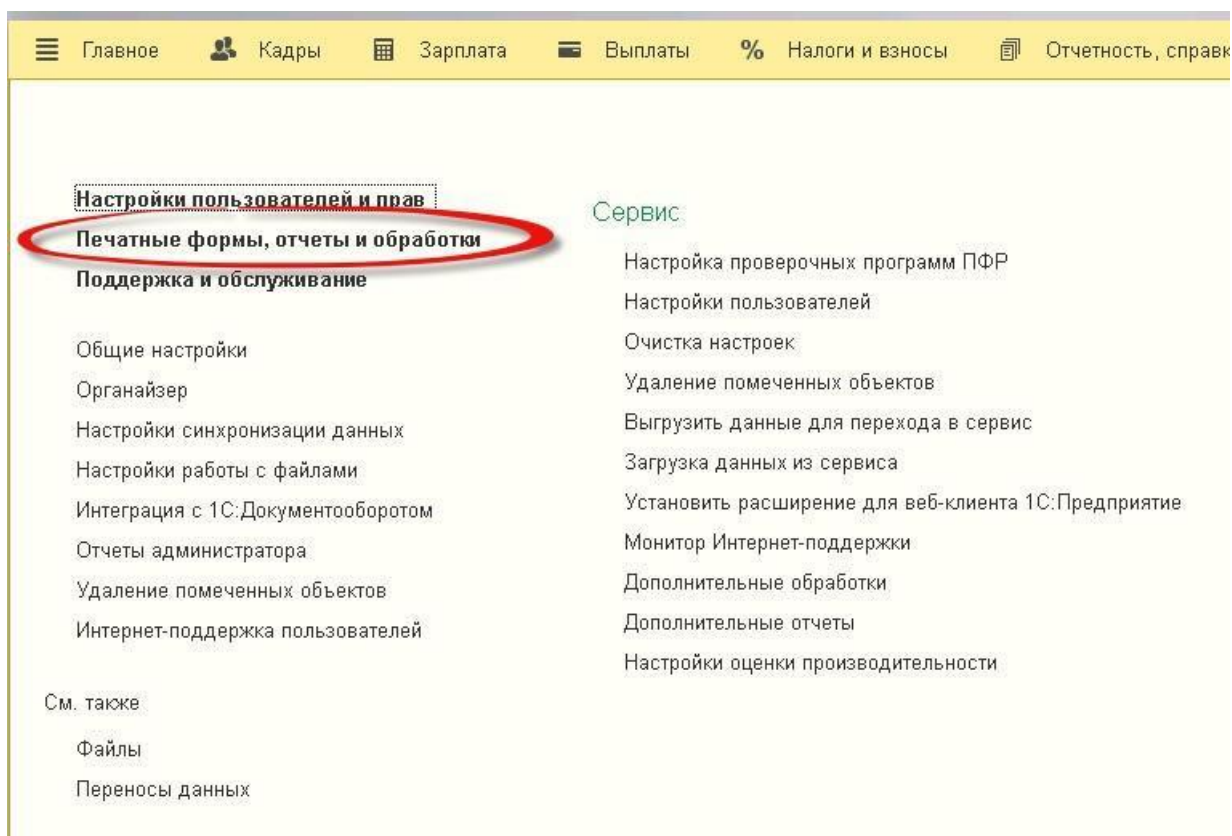 Главное Кадры Зарплата Выплаты % Налоги и взносы Отчетность, справк
Настройки пользователей и прав
Печатные формы, отчеты и обработки
Поддержка и обслуживание
Общие настройки
Органайзер
Настройки синхронизации данных
Настройки работы с файлами
Интеграция с 1С:Документооборотом
Отчеты администратора
Удаление помеченных объектов
Интернет-поддержка пользователей
См. также
Файлы
Переносы данных
Сервис
Настройка проверочных программ ПФР
Настройки пользователей
Очистка настроек
Удаление помеченных объектов
Выгрузить данные для перехода в сервис
Загрузка данных из сервиса
Установить расширение для веб-клиента 1С:Предприятие
Монитор Интернет-поддержки
Дополнительные обработки
Дополнительные отчеты
Настройки оценки производительности